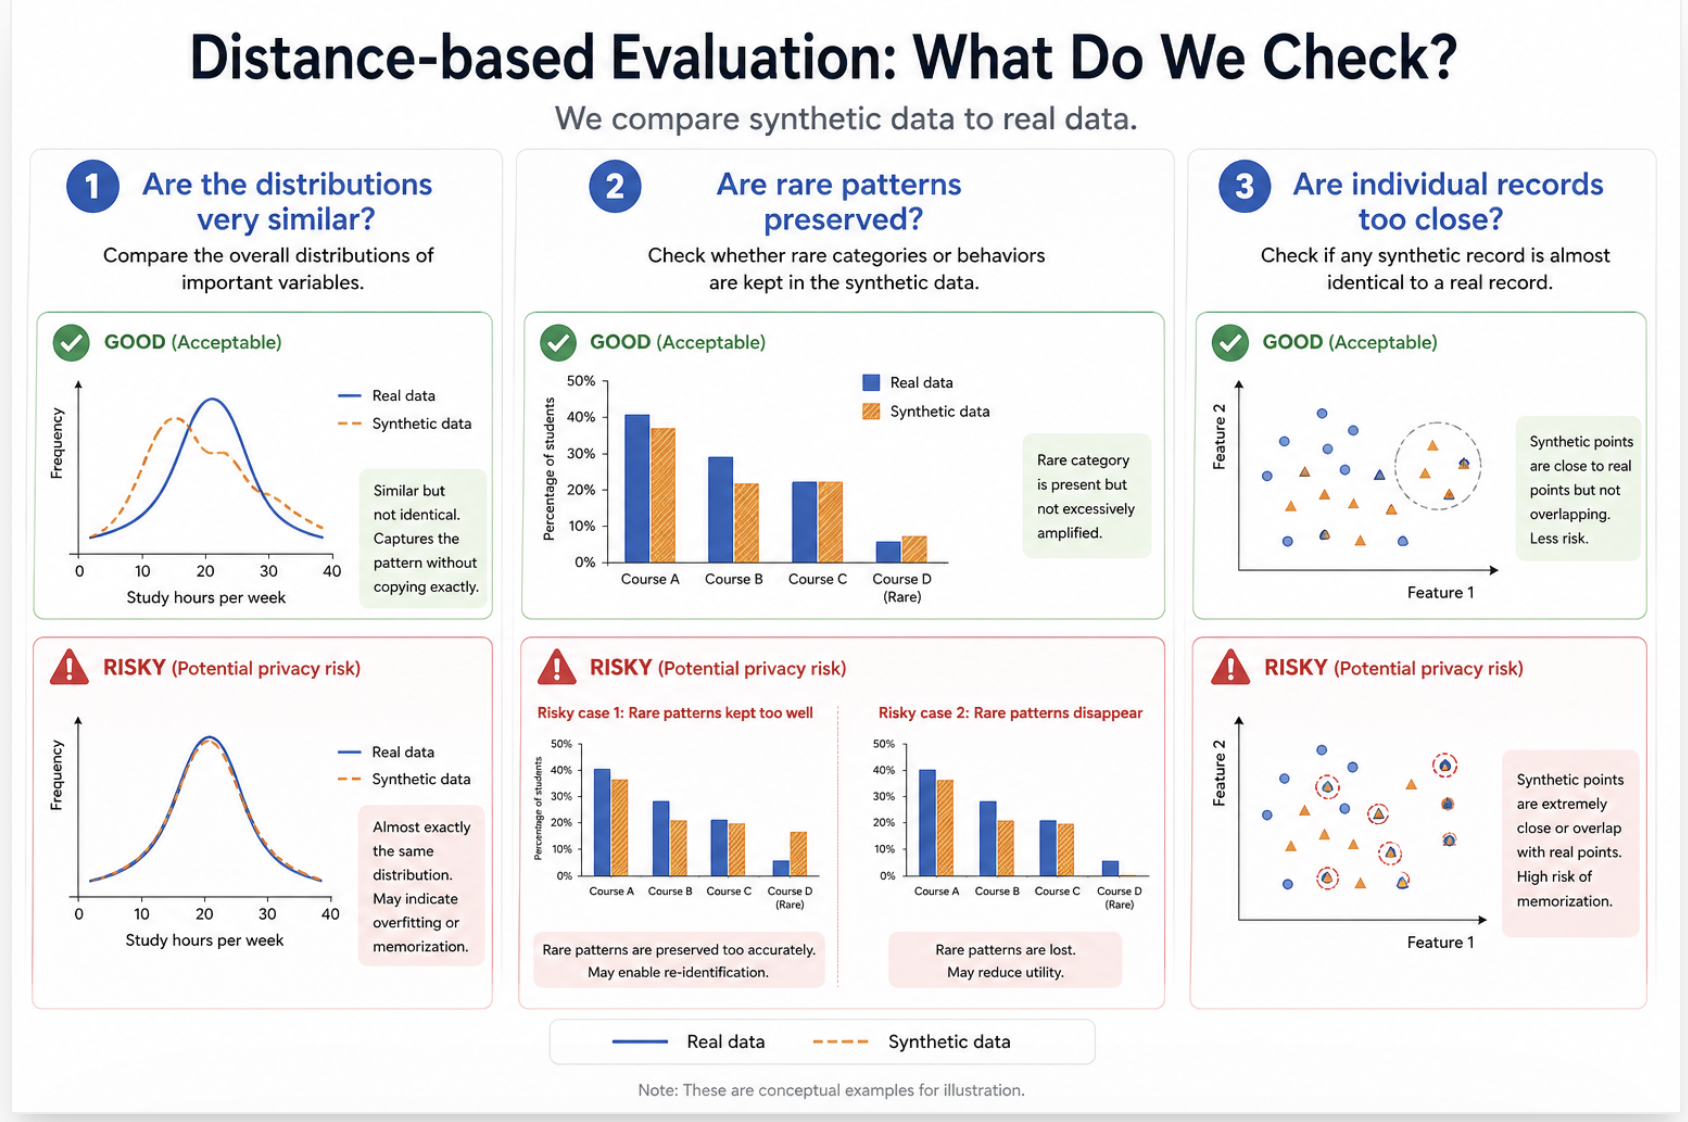 Distance-based Evaluation: What Do We Check?
We compare synthetic data to real data.
1
Are the distributions
very similar?
Compare the overall distributions of
important variables.
GOOD (Acceptable)
Frequency
Real data
Synthetic data
0 10 20 30 40
Study hours per week
Similar but
not identical.
Captures the
pattern without
copying exactly.
RISKY (Potential privacy risk)
Frequency
Real data
Synthetic data
0 10 20 30 40
Study hours per week
Almost exactly
the same
distribution.
May indicate
overfitting or
memorization.
2
Are rare patterns
preserved?
Check whether rare categories or behaviors
are kept in the synthetic data.
GOOD (Acceptable)
Percentage of students
50%
40%
30%
20%
10%
0%
Course A Course B Course C Course D
(Rare)
Real data
Synthetic data
Rare category
is present but
not excessively
amplified.
RISKY (Potential privacy risk)
Risky case 1: Rare patterns kept too well
Percentage of students
50%
40%
30%
20%
10%
0%
Course A Course B Course C Course D
(Rare)
Rare patterns are preserved too accurately.
May enable re-identification.
Risky case 2: Rare patterns disappear
50%
40%
30%
20%
10%
0%
Course A Course B Course C Course D
(Rare)
Rare patterns are lost.
May reduce utility.
3
Are individual records
too close?
Check if any synthetic record is almost
identical to a real record.
GOOD (Acceptable)
Feature 2
Feature 1
Synthetic points
are close to real
points but not
overlapping.
Less risk.
RISKY (Potential privacy risk)
Feature 2
Feature 1
Synthetic points
are extremely
close or overlap
with real points.
High risk of
memorization.
Real data
Synthetic data
Note: These are conceptual examples for illustration.